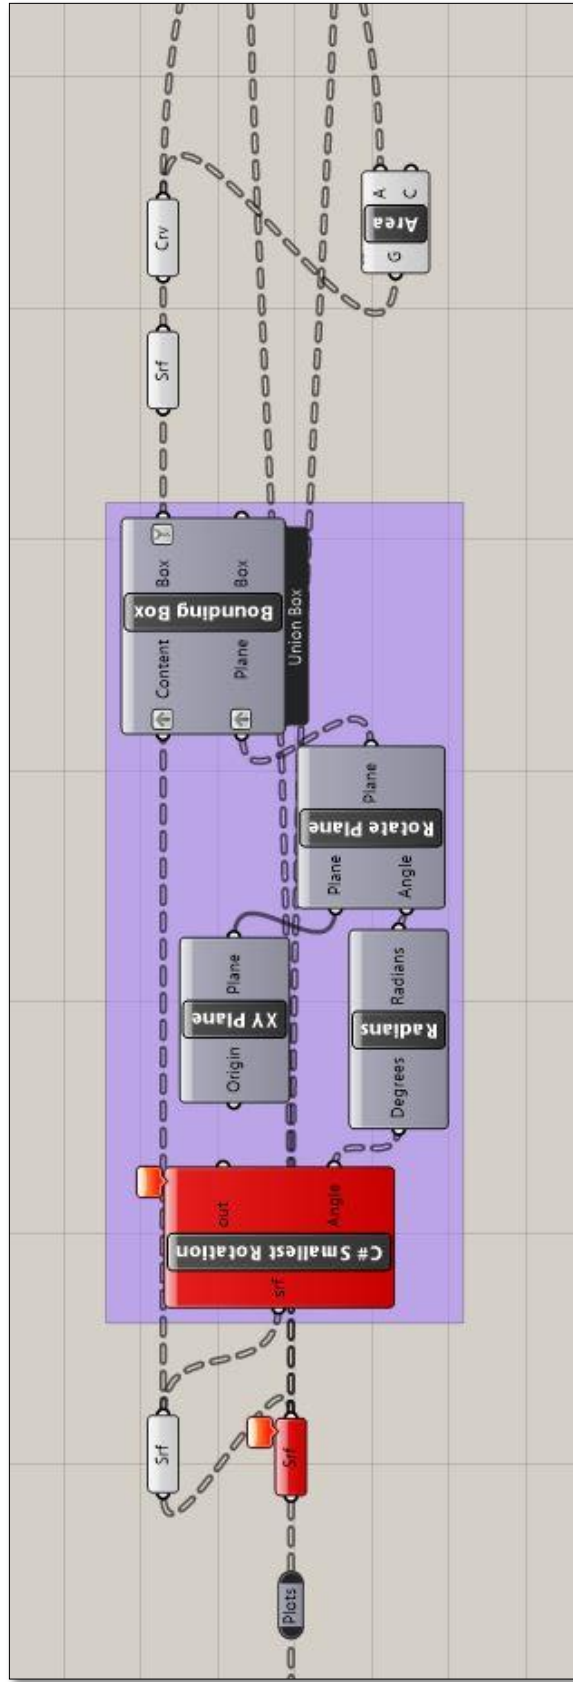 Plots
Srf
Srf
srf
C# Smallest Rotation
out
Angle
Origin
XY Plane
Plane
Degrees
Radians
Radians
Plane
Angle
Rotate Plane
Plane
Content
Plane
Bounding Box
Box
Box
Union Box
Srf
Crv
G
Area
A
C